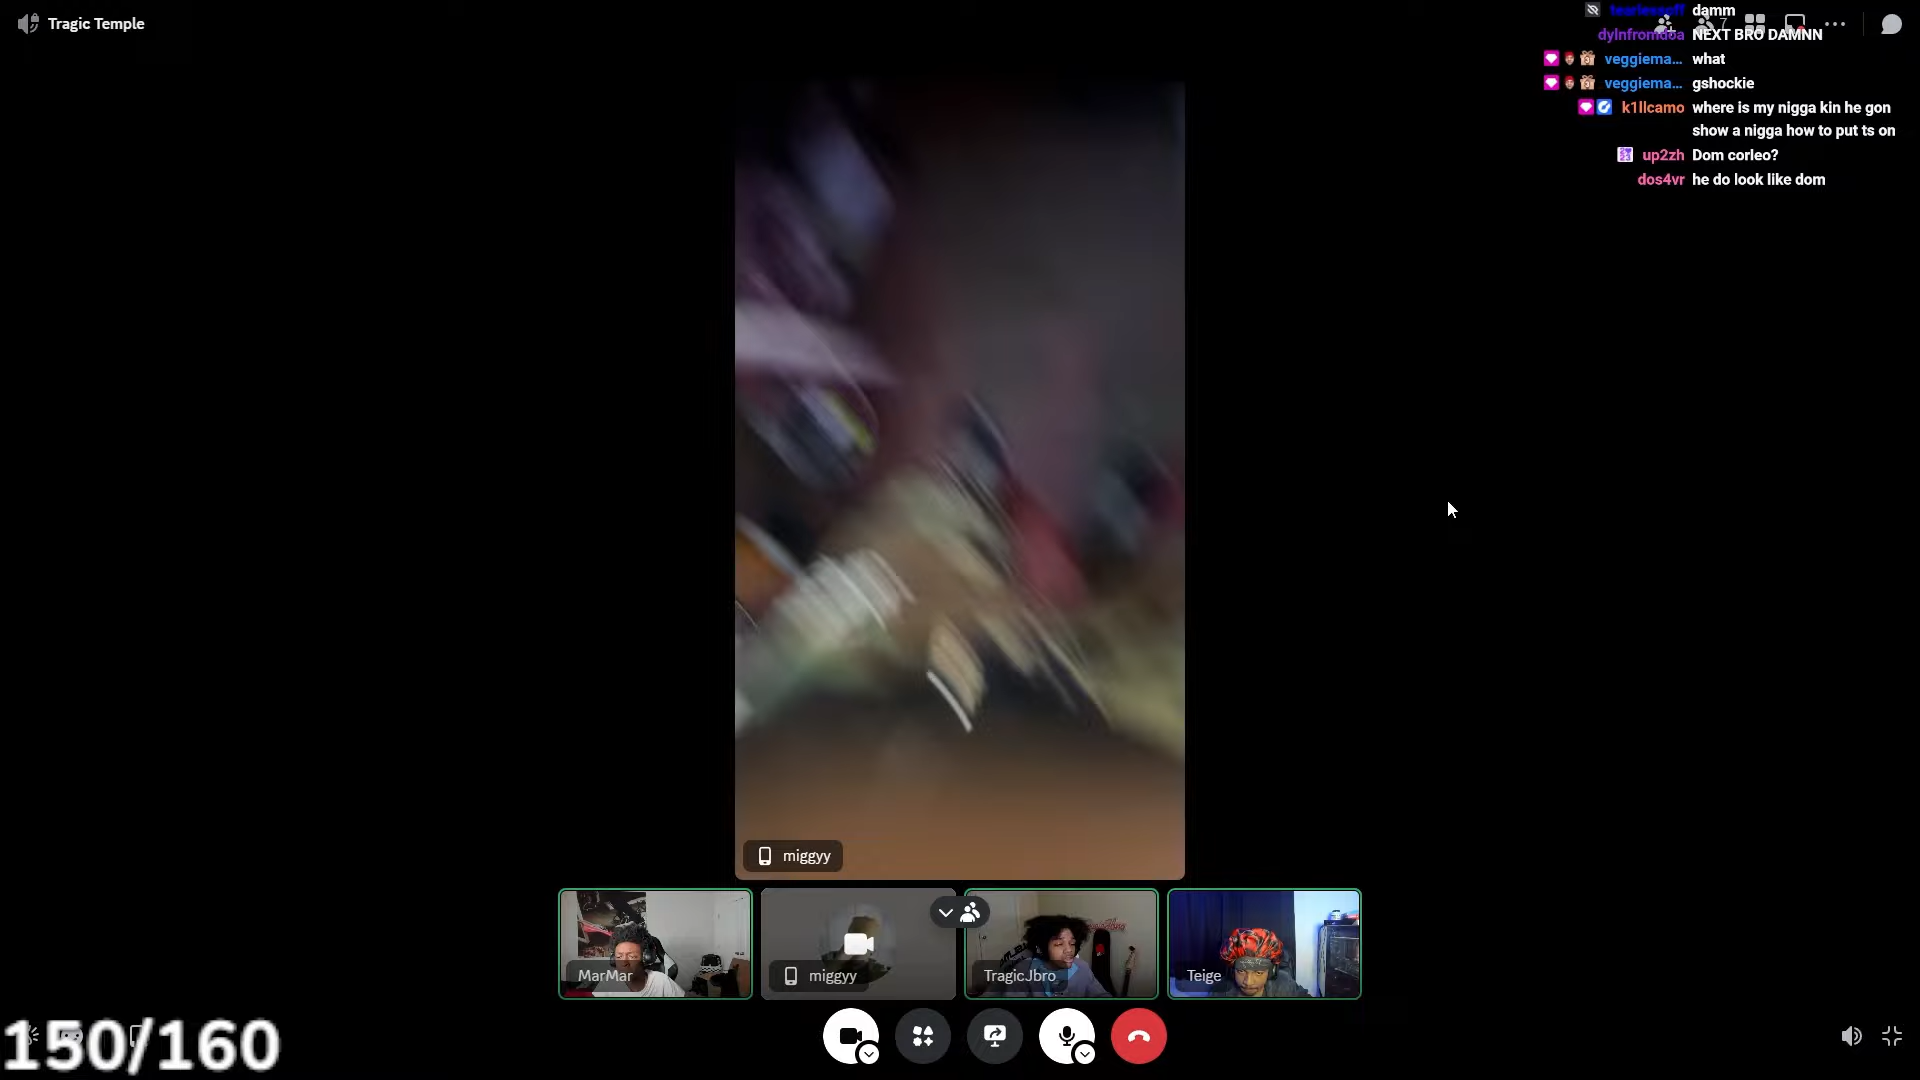 Tragic Temple
damm
dylnfromdoa NEXT BRO DAMNN
veggiema... what
veggiema... gshockie
k1llcamo where is my nigga kin he gon
show a nigga how to put ts on
up2zh Dom corleo?
dos4vr he do look like dom
7
miggyy
MarMar
miggyy
TragicJbro
Teige
150/160